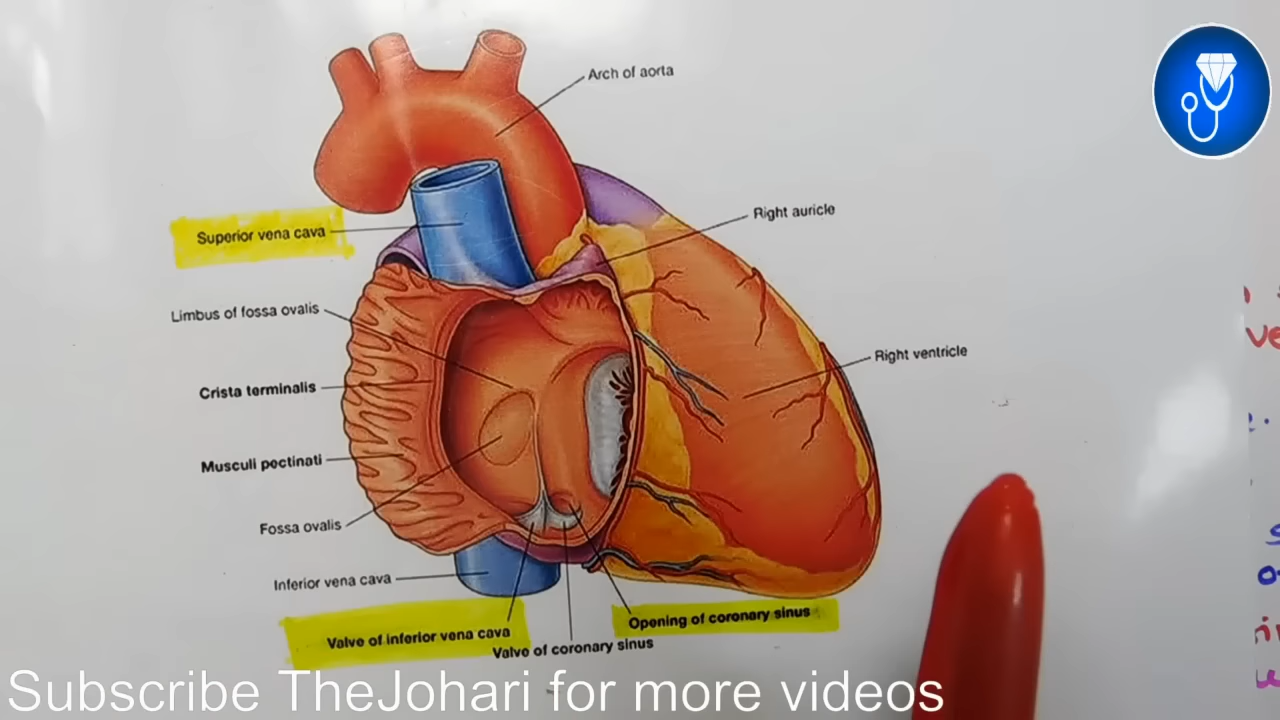 Arch of aorta
Right auricle
Superior vena cava
Limbus of fossa ovalis
Right ventricle
Crista terminalis
Musculi pectinati
Fossa ovalis
Inferior vena cava
Opening of coronary sinus
Valve of inferior vena cava
Valve of coronary sinus
Subscribe TheJohari for more videos